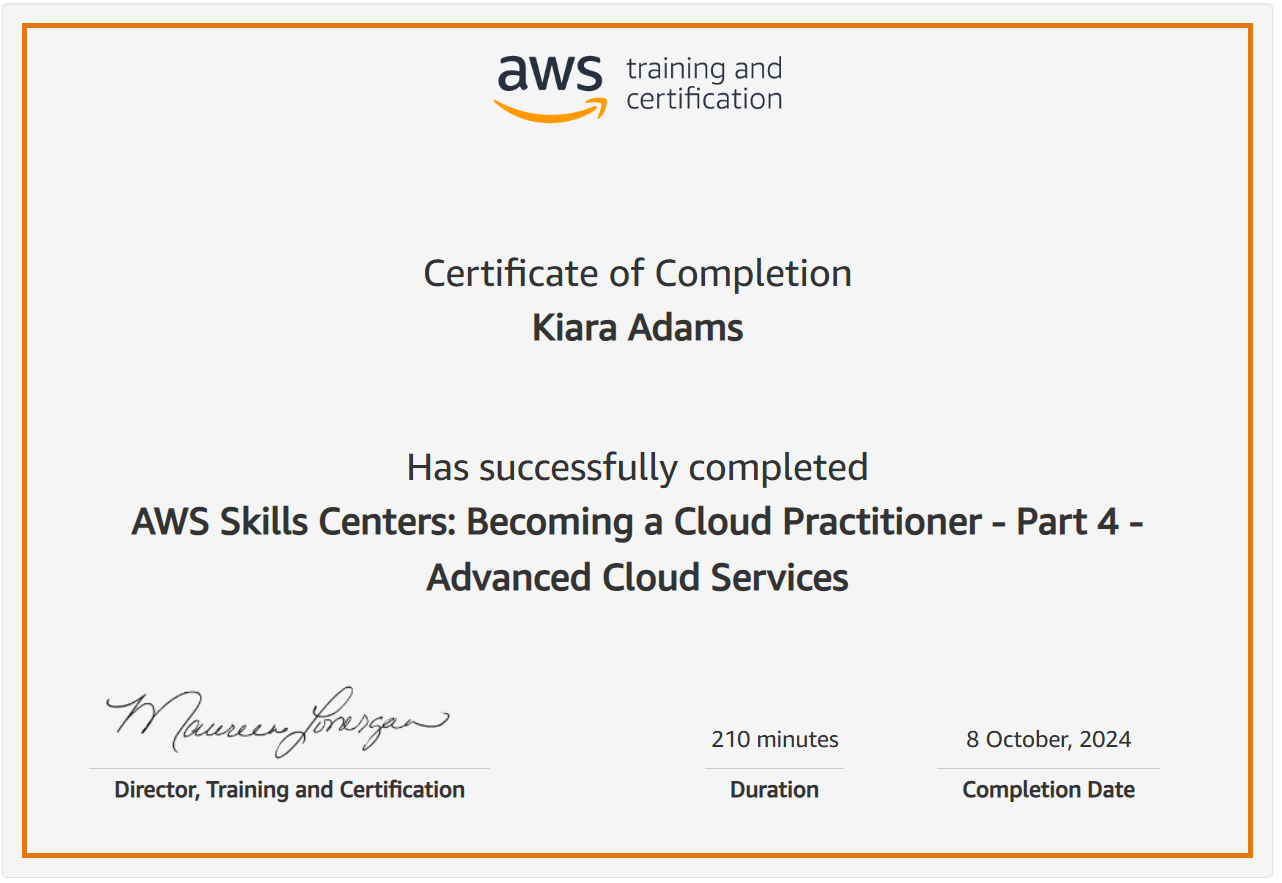 aws training and
certification
Certificate of Completion
Kiara Adams
Has successfully completed
AWS Skills Centers: Becoming a Cloud Practitioner - Part 4 -
Advanced Cloud Services
Maureen Lonergan
210 minutes
8 October, 2024
Director, Training and Certification
Duration
Completion Date